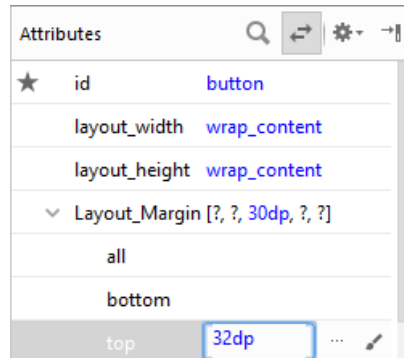 Attributes
id button
layout_width wrap_content
layout_height wrap_content
Layout_Margin [?, ?, 30dp, ?, ?]
all
bottom
top 32dp ...